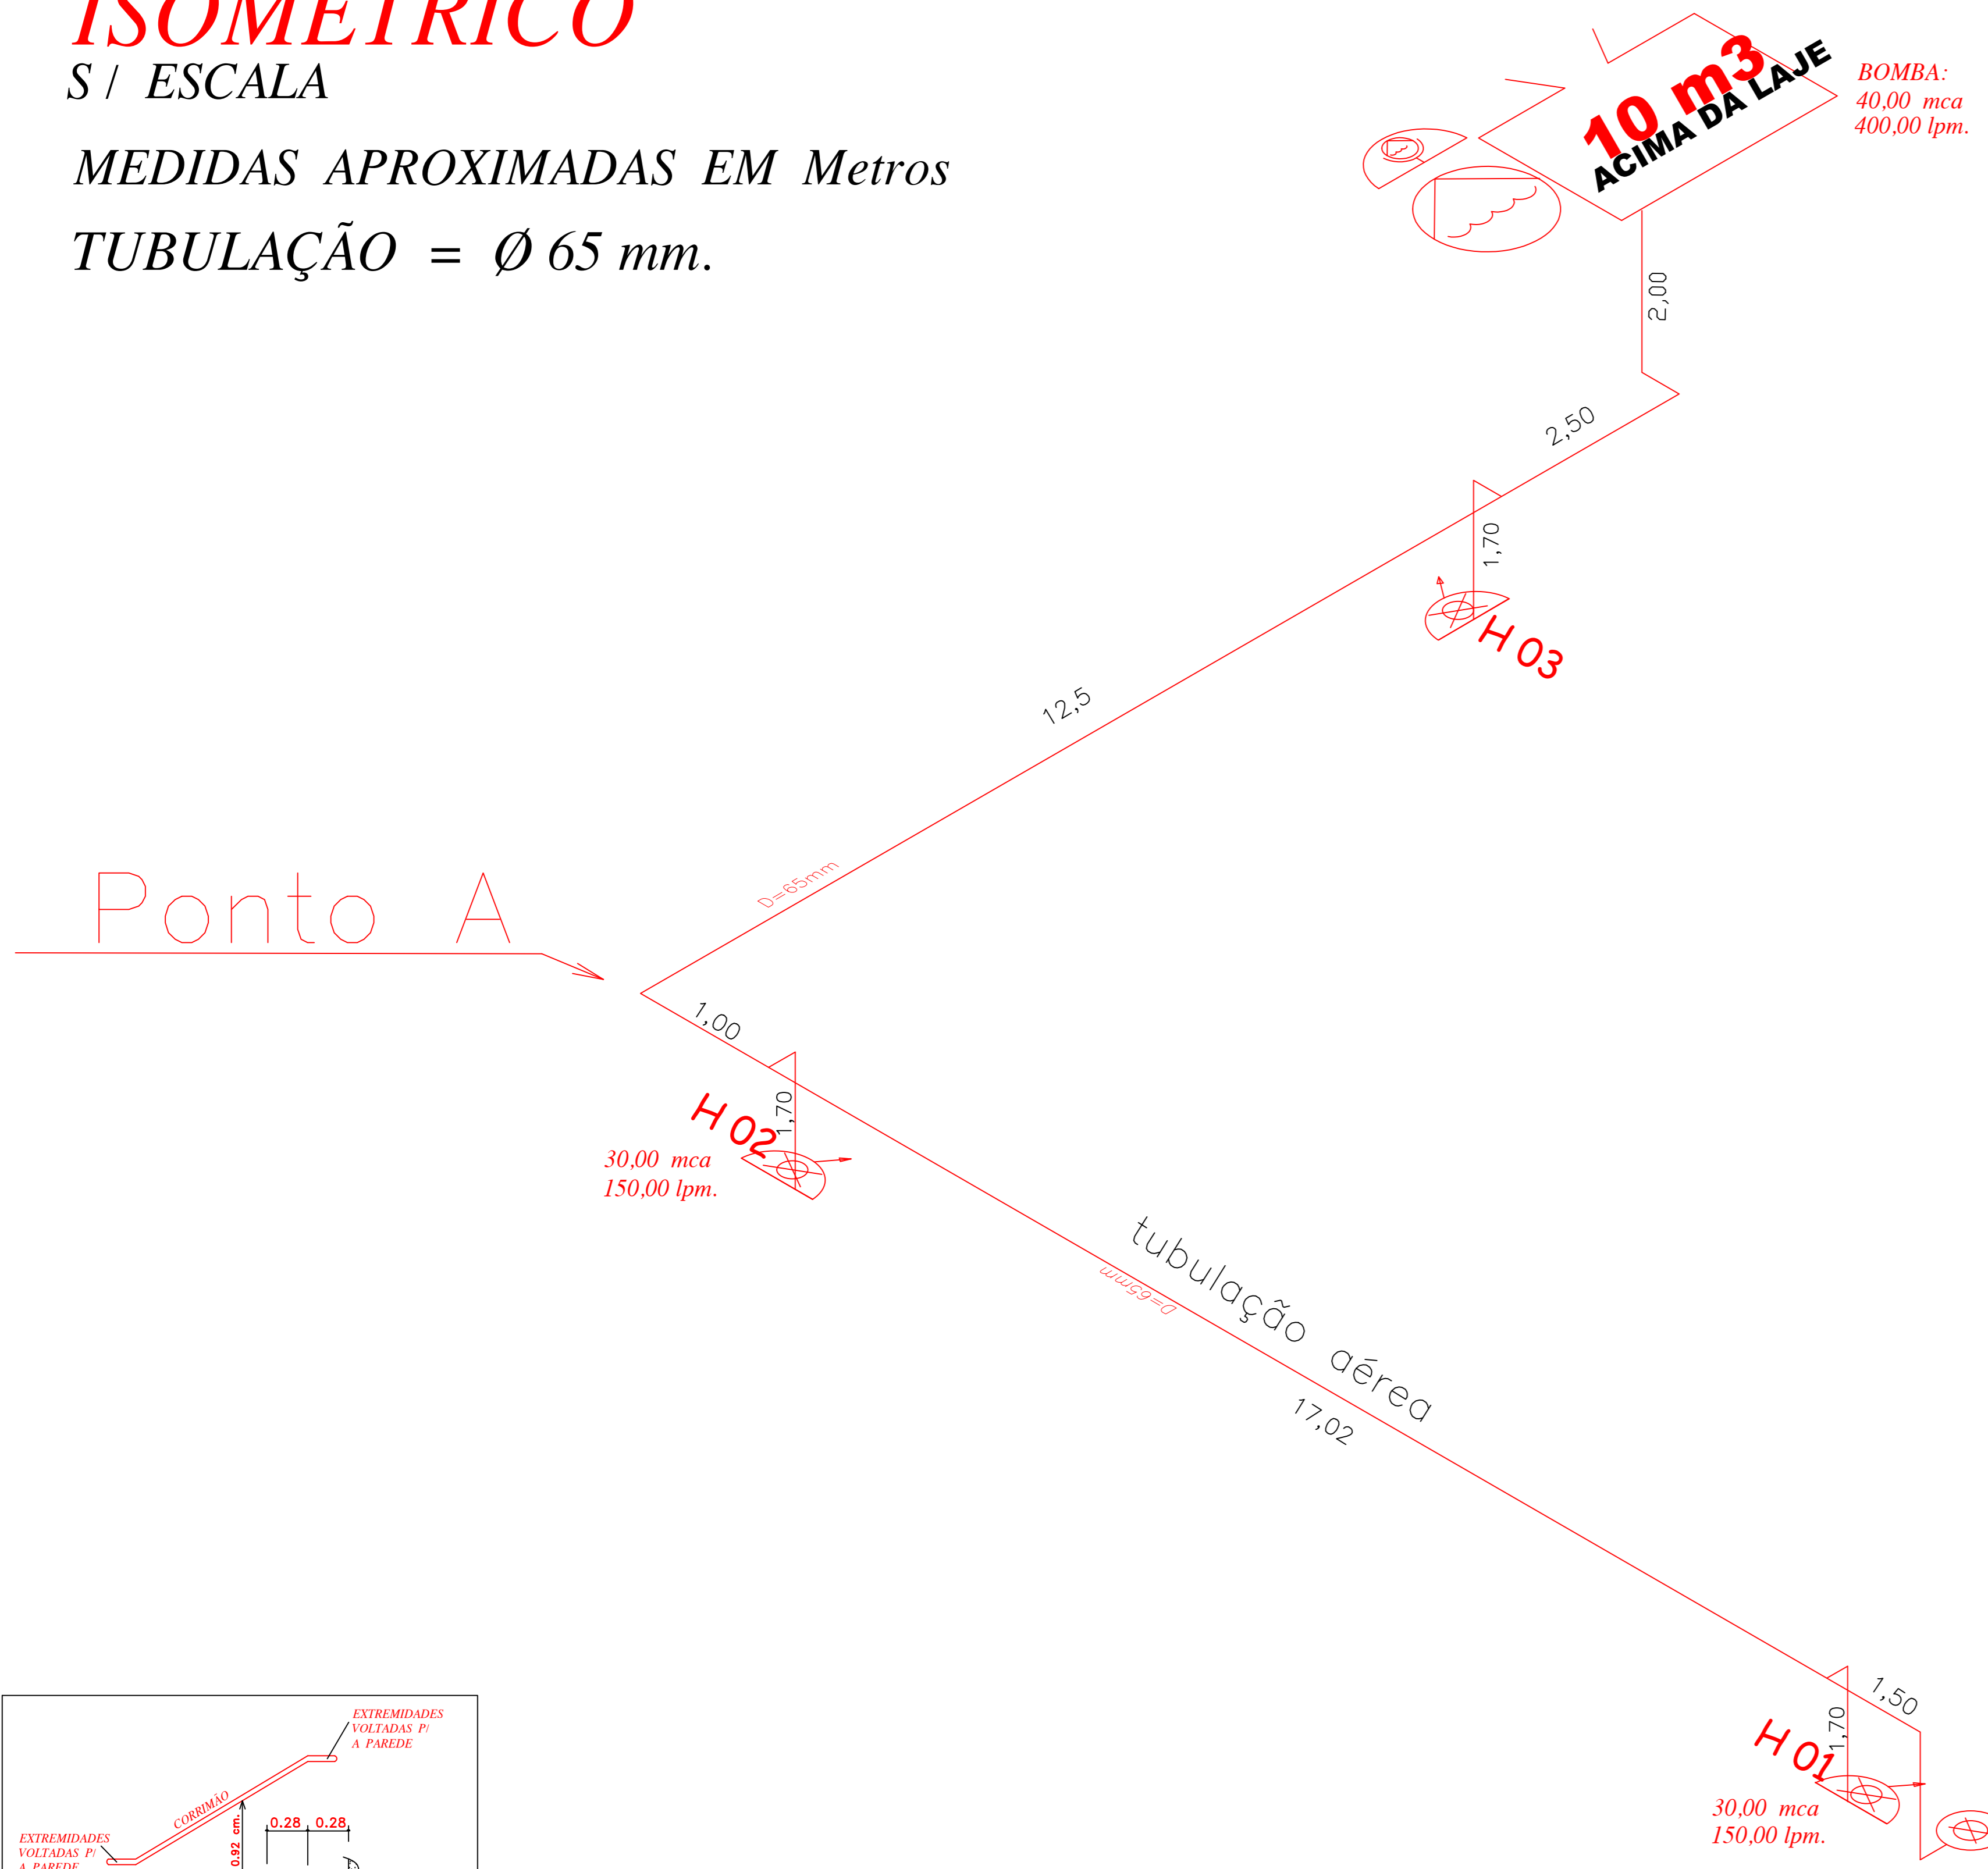 ISOMÉTRICO
S / ESCALA
MEDIDAS APROXIMADAS EM Metros
TUBULAÇÃO = Ø 65 mm.
10 m3
ACIMA DA LAJE
BOMBA:
40,00 mca
400,00 lpm.
2,00
2,50
1,70
H 03
12,5
D=65mm
Ponto A
1,00
1,70
H 02
30,00 mca
150,00 lpm.
tubulação aérea
D=65mm
17,02
1,50
1,70
H 01
30,00 mca
150,00 lpm.
EXTREMIDADES
VOLTADAS P/
A PAREDE
CORRIMÃO
0.28 0.28
0.92 cm.
EXTREMIDADES
VOLTADAS P/
A PAREDE